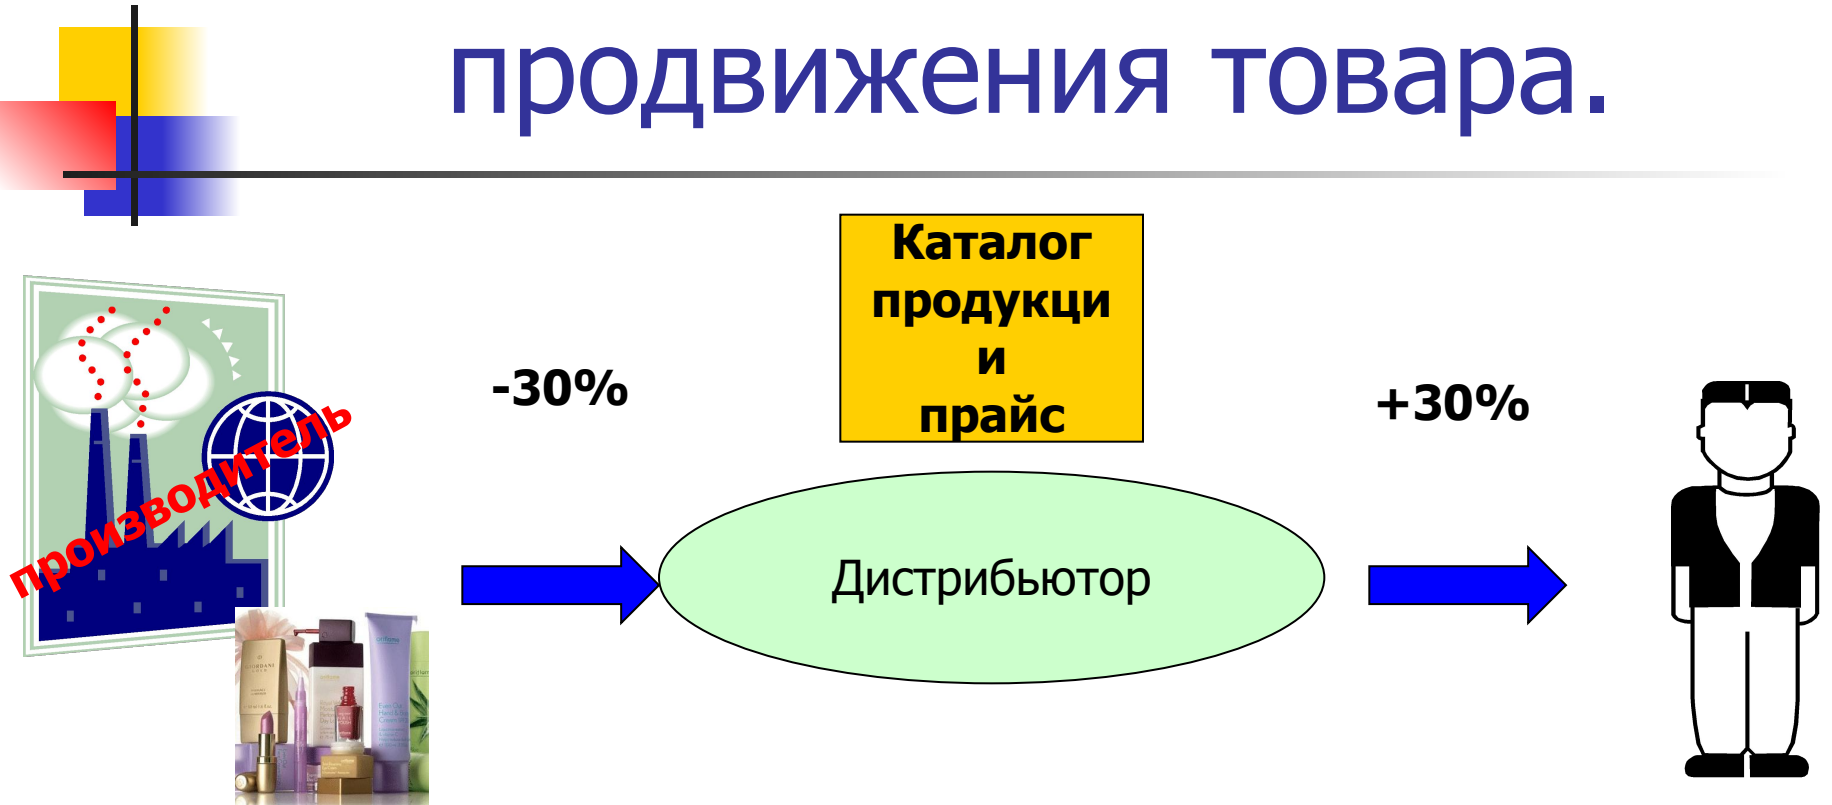 продвижения товара.
Каталог
продукци
и
прайс
-30%
+30%
производитель
Дистрибьютор